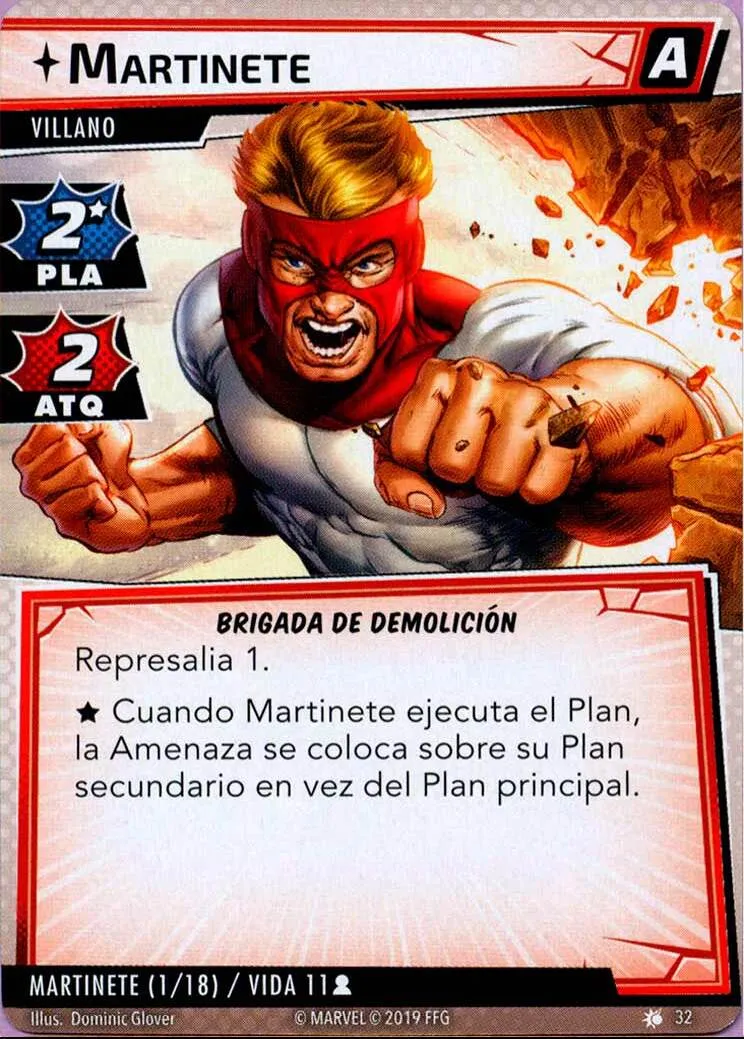 MARTINETE
A
VILLANO
2
PLA
2
ATQ
BRIGADA DE DEMOLICIÓN
Represalia 1.
★ Cuando Martinete ejecuta el Plan,
la Amenaza se coloca sobre su Plan
secundario en vez del Plan principal.
MARTINETE (1/18) / VIDA 11
Illus. Dominic Glover © MARVEL © 2019 FFG 32